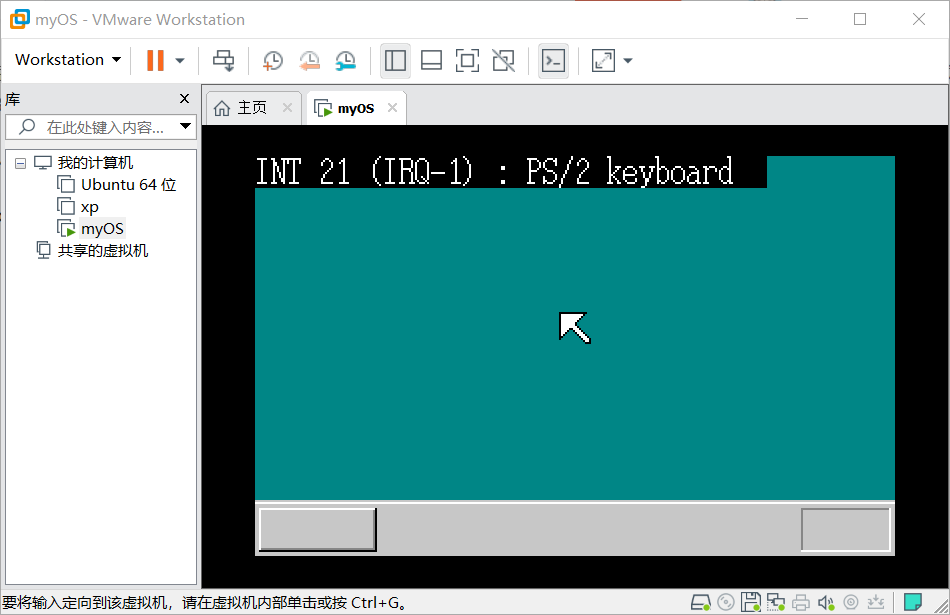 myOS - VMware Workstation
Workstation
库
主页
myOS
在此处键入内容...
我的计算机
Ubuntu 64 位
xp
myOS
共享的虚拟机
INT 21 (IRQ-1) : PS/2 keyboard
要将输入定向到该虚拟机，请在虚拟机内部单击或按 Ctrl+G。